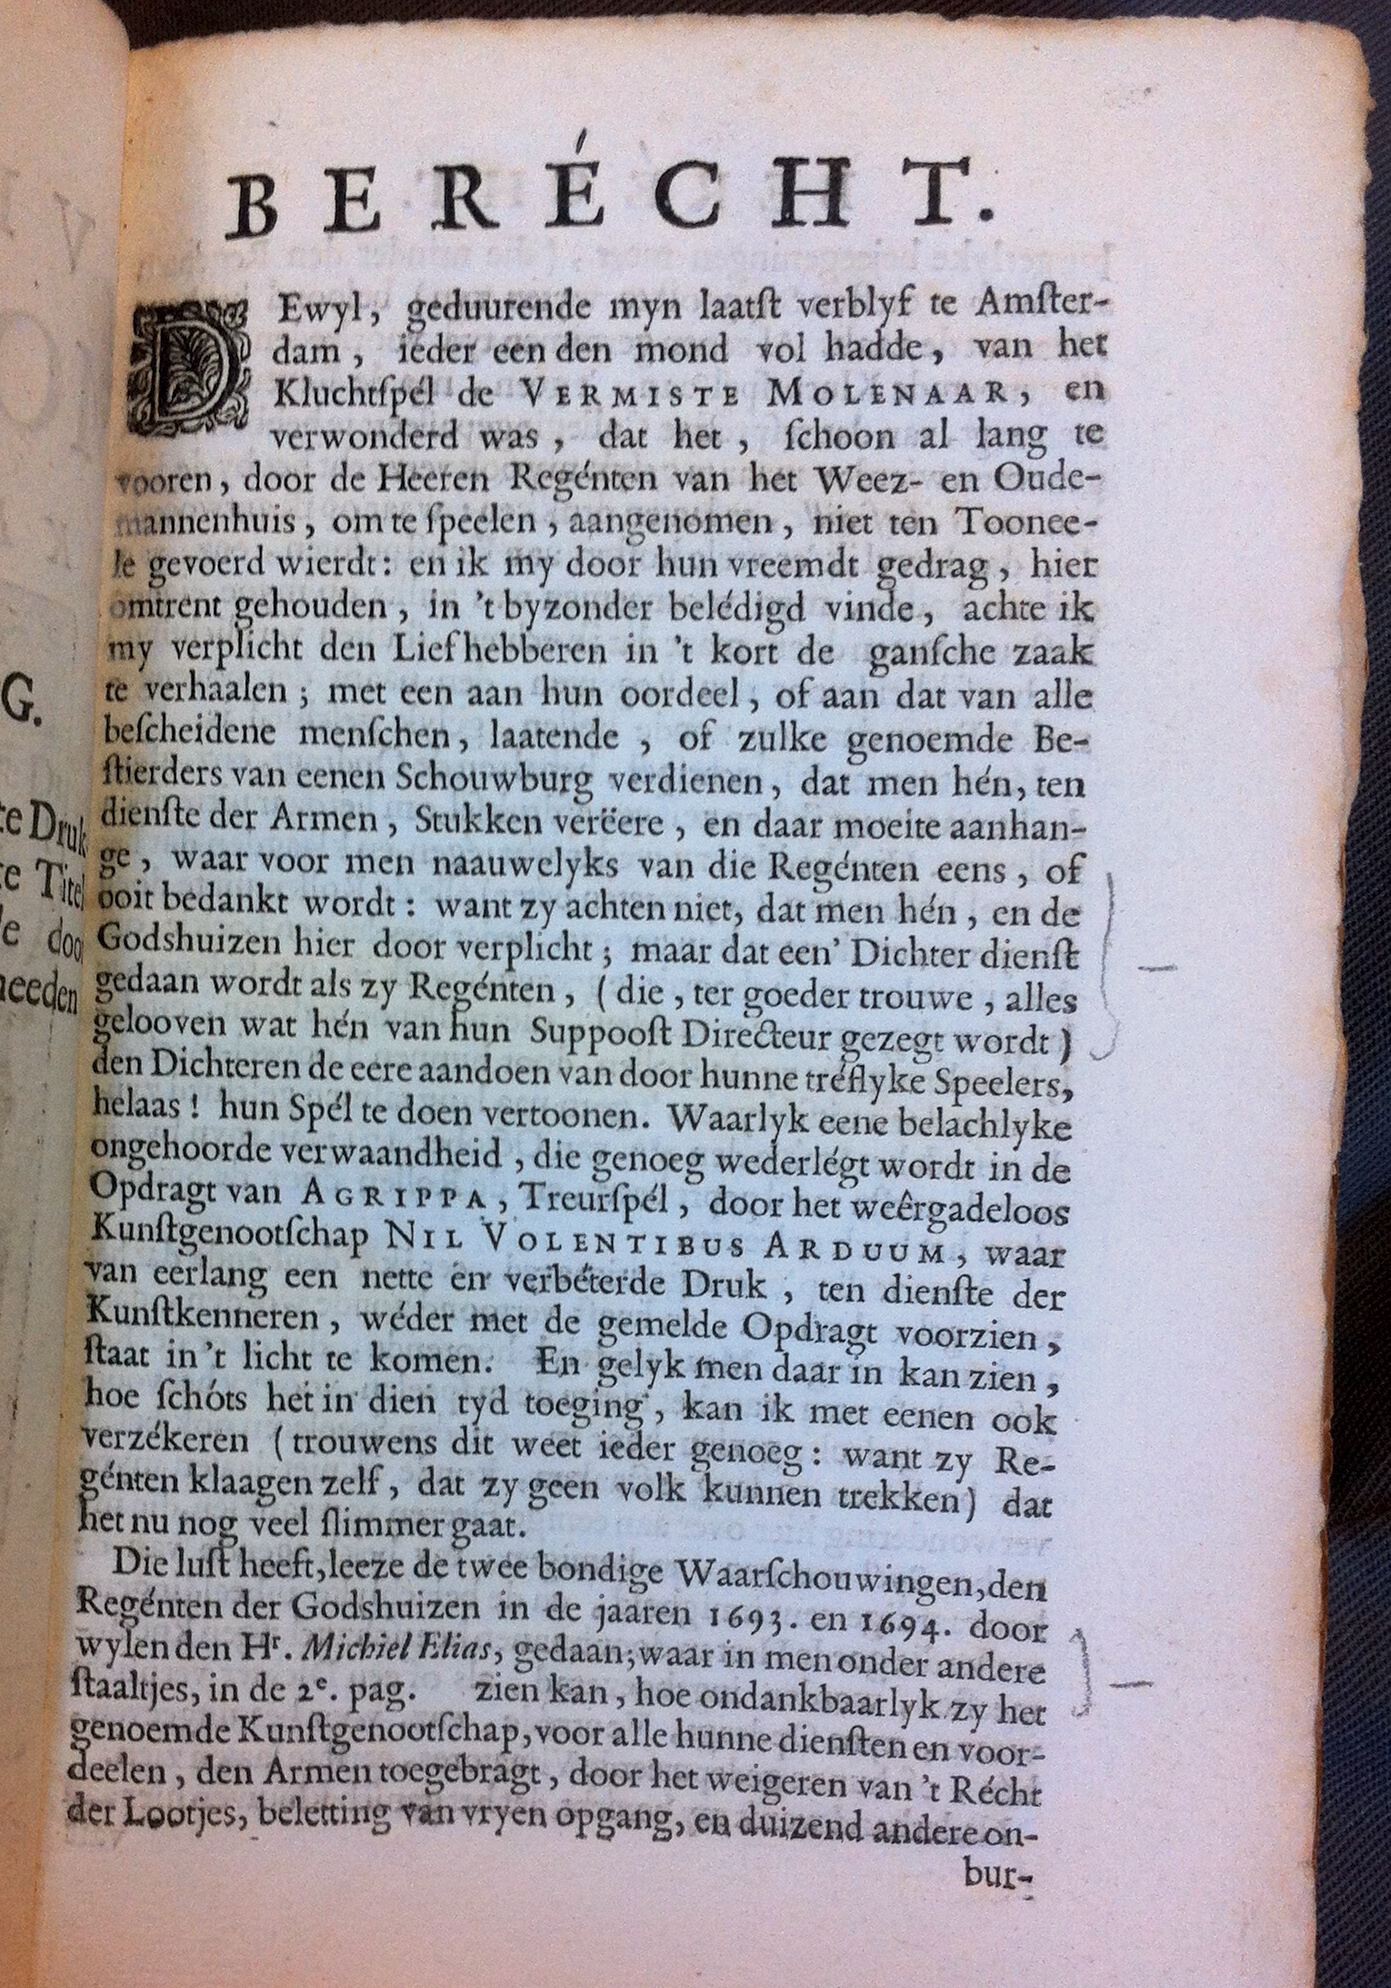 BERÉCHT.
DEwyl, geduurende myn laatſt verblyf te Amſter-
dam, ieder een den mond vol hadde, van het
Kluchtſpél de VERMISTE MOLENAAR, en
verwonderd was, dat het, ſchoon al lang te
vooren, door de Heeren Regénten van het Weez- en Oude-
mannenhuis, om te ſpeelen, aangenomen, niet ten Toonee-
le gevoerd wierdt: en ik my door hun vreemdt gedrag, hier
omtrent gehouden, in 't byzonder belédigd vinde, achte ik
my verplicht den Liefhebberen in 't kort de ganſche zaak
te verhaalen; met een aan hun oordeel, of aan dat van alle
beſcheidene menſchen, laatende, of zulke genoemde Be-
ſtierders van eenen Schouwburg verdienen, dat men hén, ten
dienſte der Armen, Stukken verëere, en daar moeite aanhan-
ge, waar voor men naauwelyks van die Regénten eens, of
ooit bedankt wordt: want zy achten niet, dat men hén, en de
Godshuizen hier door verplicht; maar dat een' Dichter dienſt
gedaan wordt als zy Regénten, (die, ter goeder trouwe, alles
gelooven wat hén van hun Suppooſt Directeur gezegt wordt)
den Dichteren de eere aandoen van door hunne tréflyke Speelers,
helaas! hun Spél te doen vertoonen. Waarlyk eene belachlyke
ongehoorde verwaandheid, die genoeg wederlégt wordt in de
Opdragt van AGRIPPA, Treurſpél, door het weêrgadeloos
Kunſtgenootſchap NIL VOLENTIBUS ARDUUM, waar
van eerlang een nette en verbéterde Druk, ten dienſte der
Kunſtkenneren, wéder met de gemelde Opdragt voorzien,
ſtaat in 't licht te komen. En gelyk men daar in kan zien,
hoe ſchóts het in dien tyd toeging, kan ik met eenen ook
verzékeren (trouwens dit weet ieder genoeg: want zy Re-
génten klaagen zelf, dat zy geen volk kunnen trekken) dat
het nu nog veel ſlimmer gaat.
Die luſt heeft, leeze de twee bondige Waarſchouwingen, den
Regénten der Godshuizen in de jaaren 1693. en 1694. door
wylen den Hr. Michiel Elias, gedaan; waar in men onder andere
ſtaaltjes, in de 2e. pag. zien kan, hoe ondankbaarlyk zy het
genoemde Kunſtgenootſchap, voor alle hunne dienſten en voor-
deelen, den Armen toegebragt, door het weigeren van 't Récht
der Lootjes, beletting van vryen opgang, en duizend andere on-
bur-
G.
te Druk
te Titel
door